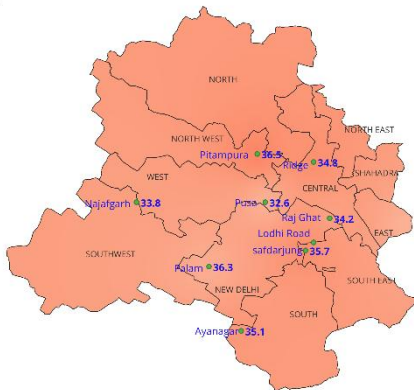 NORTH
NORTH EAST
NORTH WEST
Pitampura 36.5
Ridge 34.8
SHAHADRA
WEST
CENTRAL
Najafgarh 33.8
Pusa 32.6
Raj Ghat 34.2
EAST
Lodhi Road
safdarjung 35.7
SOUTHWEST
Palam 36.3
SOUTH EAST
NEW DELHI
SOUTH
Ayanagar 35.1